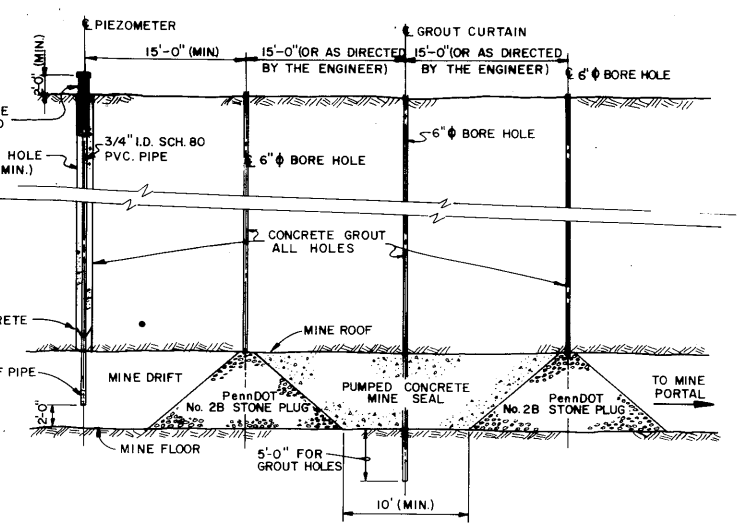 ℄ PIEZOMETER
℄ GROUT CURTAIN
2'-0" (MIN.)
15'-0" (MIN)
15'-0" (OR AS DIRECTED
BY THE ENGINEER)
15'-0" (OR AS DIRECTED
BY THE ENGINEER)
℄ 6" ϕ BORE HOLE
3/4" I.D. SCH. 80
PVC. PIPE
HOLE
MIN.)
℄ 6" ϕ BORE HOLE
6" ϕ BORE HOLE
CONCRETE GROUT
ALL HOLES
MINE ROOF
PIPE
MINE DRIFT
PennDOT
No. 2B STONE PLUG
PUMPED CONCRETE
MINE SEAL
PennDOT
No. 2B STONE PLUG
TO MINE
PORTAL
2'-0"
MINE FLOOR
5'-0" FOR
GROUT HOLES
10' (MIN.)